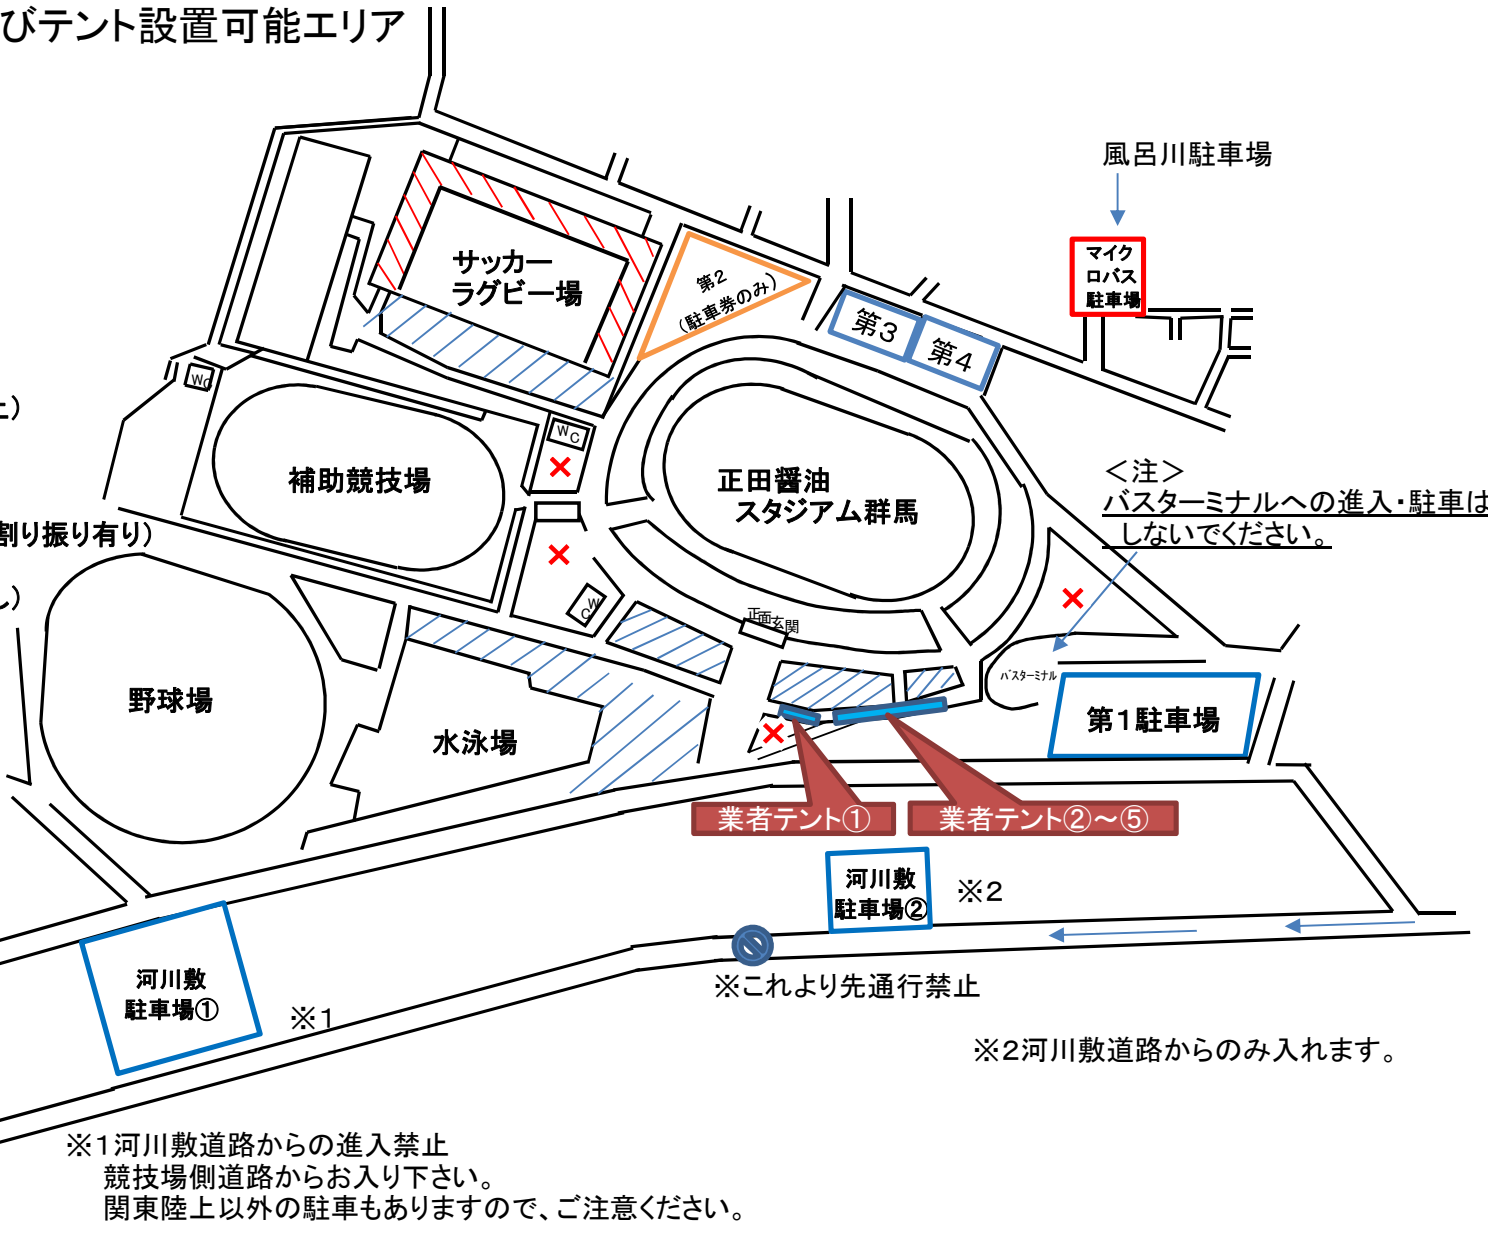 びテント設置可能エリア
風呂川駐車場
マイク
ロバス
駐車場
サッカー
ラグビー場
第2
(駐車券のみ)
第3
第4
WC
上)
WC
補助競技場
正田醤油
スタジアム群馬
<注>
バスターミナルへの進入・駐車は
しないでください。
割り振り有り)
し)
WC
正面玄関
バスターミナル
野球場
水泳場
第1駐車場
業者テント①
業者テント②~⑤
河川敷
駐車場②
※2
河川敷
駐車場①
※1
※これより先通行禁止
※2河川敷道路からのみ入れます。
※1河川敷道路からの進入禁止
競技場側道路からお入り下さい。
関東陸上以外の駐車もありますので、ご注意ください。